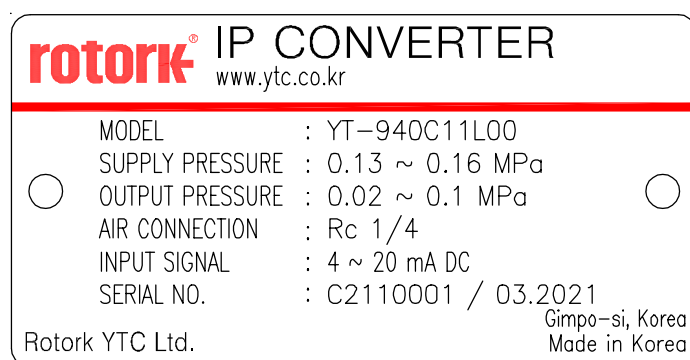 rotork® IP CONVERTER
www.ytc.co.kr
MODEL : YT-940C11L00
SUPPLY PRESSURE : 0.13 ~ 0.16 MPa
OUTPUT PRESSURE : 0.02 ~ 0.1 MPa
AIR CONNECTION : Rc 1/4
INPUT SIGNAL : 4 ~ 20 mA DC
SERIAL NO. : C2110001 / 03.2021
Gimpo-si, Korea
Rotork YTC Ltd. Made in Korea